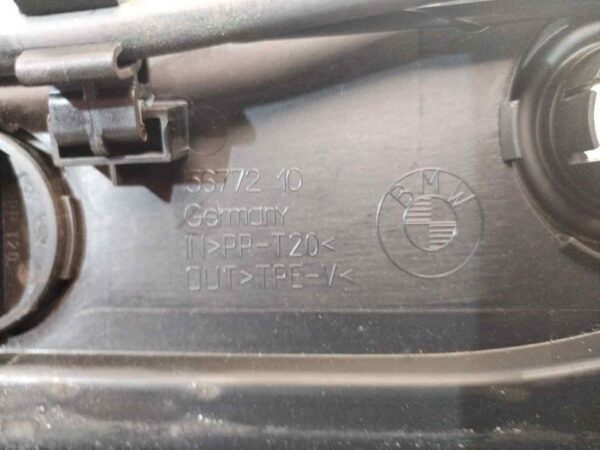 56772 10
Germany
IN>PP-T20<
OUT>TPE-V<
BMW